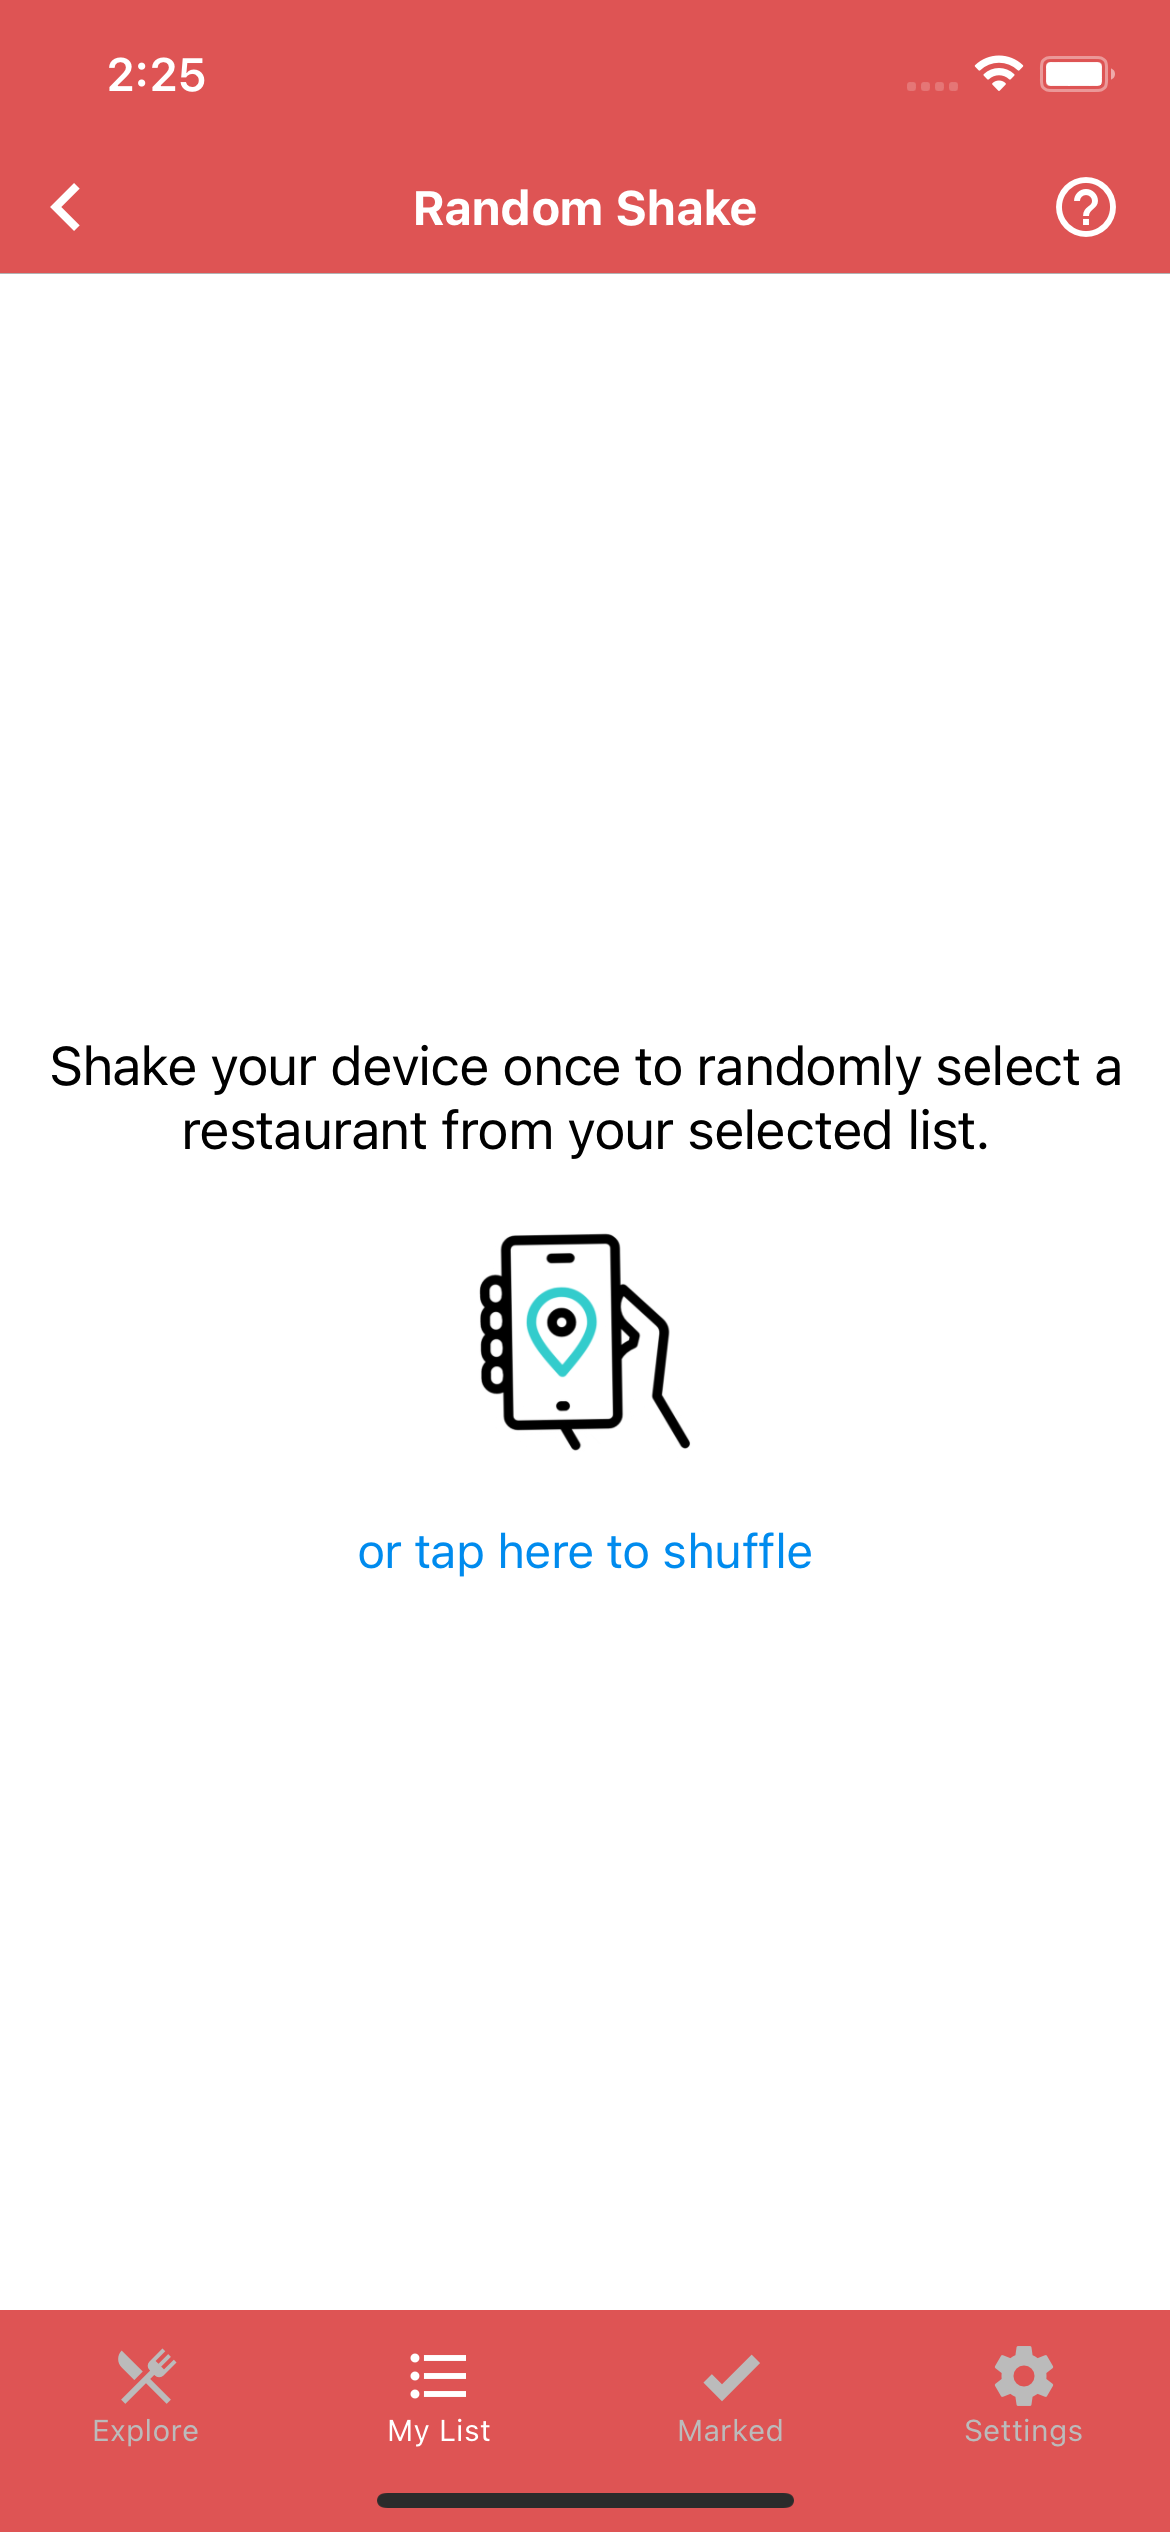 2:25
Random Shake
Shake your device once to randomly select a
restaurant from your selected list.
or tap here to shuffle
Explore
My List
Marked
Settings